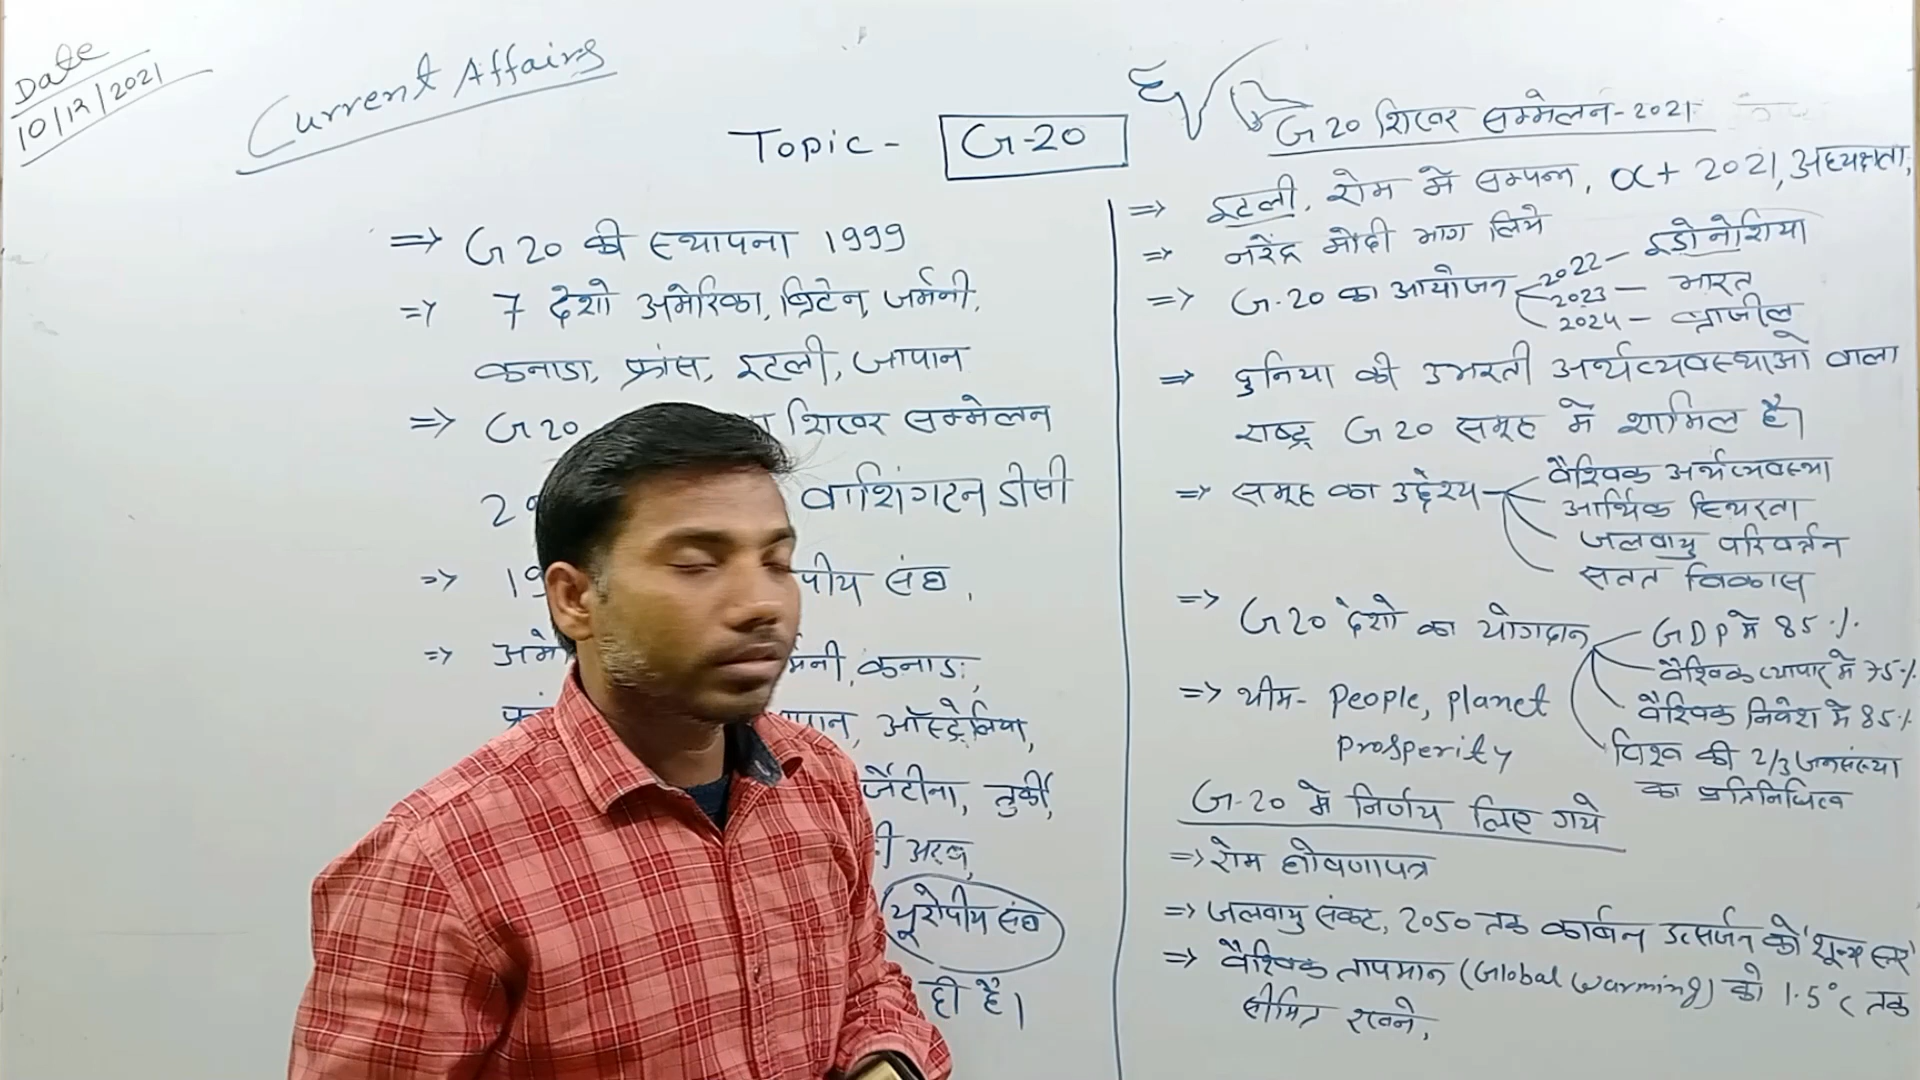 Date
10/12/2021
Current Affairs
Topic - G-20
⇒ G20 की स्थापना 1999
⇒ 7 देशो अमेरिका, ब्रिटेन, जर्मनी,
कनाडा, फ्रांस, इटली, जापान
⇒ G20 शिखर सम्मेलन
वाशिंगटन डीसी
⇒ 19 संघ,
⇒ कनाडा,
ऑस्ट्रेलिया,
तुर्की,
अरब,
यूरोपीय संघ
ही है।
G20 शिखर सम्मेलन-2021
⇒ इटली, रोम में सम्पन्न, Oct 2021, अध्यक्षता,
⇒ नरेंद्र मोदी भाग लिये
⇒ G-20 का आयोजन 2022 - इंडोनेशिया
2023 - भारत
2024 - ब्राजील
⇒ दुनिया की उभरती अर्थव्यवस्थाओं वाला
राष्ट्र G20 समूह में शामिल है।
⇒ समूह का उद्देश्य वैश्विक अर्थव्यवस्था
आर्थिक स्थिरता
जलवायु परिवर्तन
सतत विकास
⇒ G20 देशो का योगदान GDP में 85 %
वैश्विक व्यापार में 75 %
वैश्विक निवेश में 85 %
विश्व की 2/3 जनसंख्या
का प्रतिनिधित्व
⇒ थीम - People, Planet
Prosperity
G-20 में निर्णय लिए गये
⇒ रोम घोषणापत्र
⇒ जलवायु संकट, 2050 तक कार्बन उत्सर्जन को 'शून्य स्तर'
⇒ वैश्विक तापमान (Global Warming) को 1.5°C तक
सीमित रखने,